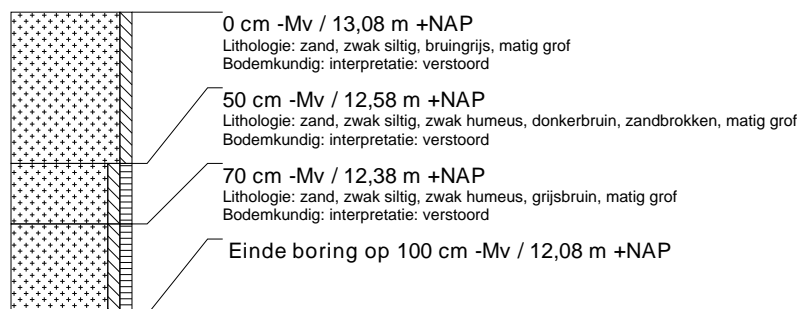 0 cm -Mv / 13,08 m +NAP
Lithologie: zand, zwak siltig, bruingrijs, matig grof
Bodemkundig: interpretatie: verstoord
50 cm -Mv / 12,58 m +NAP
Lithologie: zand, zwak siltig, zwak humeus, donkerbruin, zandbrokken, matig grof
Bodemkundig: interpretatie: verstoord
70 cm -Mv / 12,38 m +NAP
Lithologie: zand, zwak siltig, zwak humeus, grijsbruin, matig grof
Bodemkundig: interpretatie: verstoord
Einde boring op 100 cm -Mv / 12,08 m +NAP